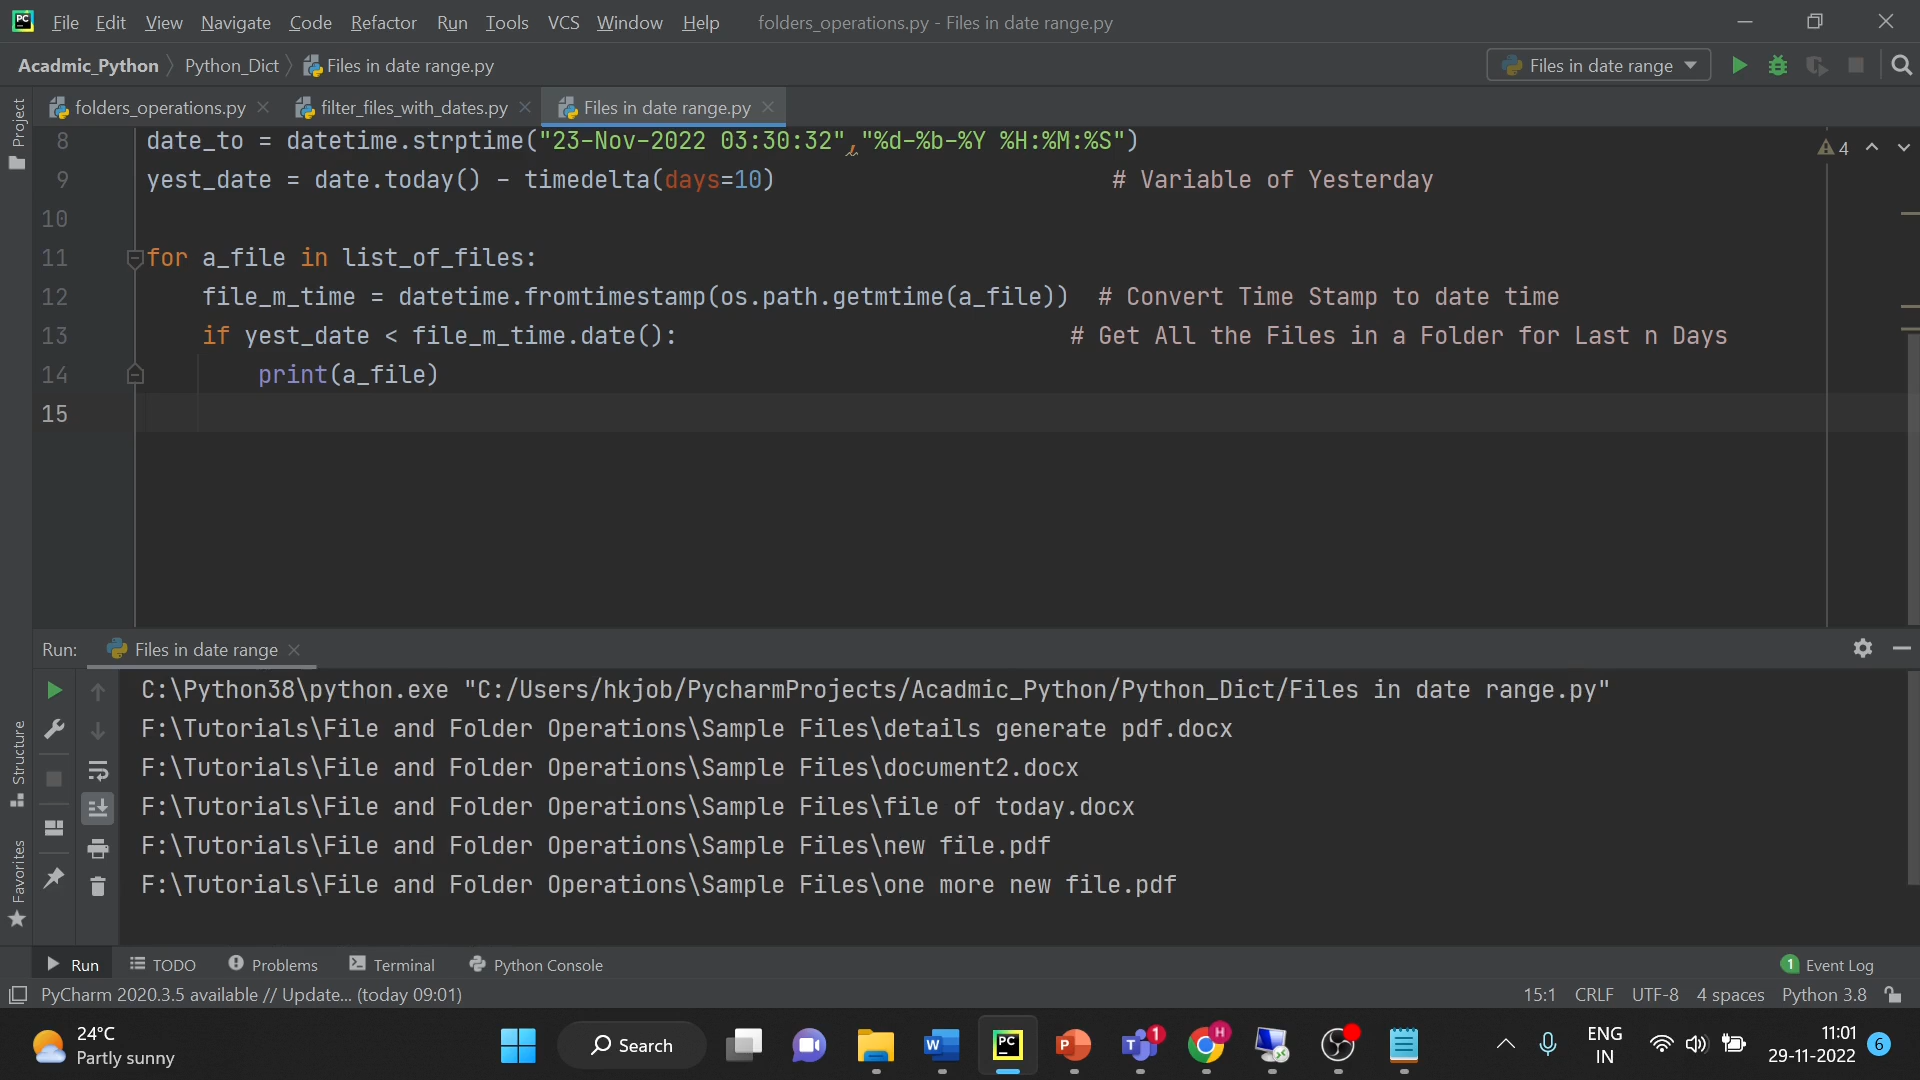 File Edit View Navigate Code Refactor Run Tools VCS Window Help folders_operations.py - Files in date range.py
Acadmic_Python Python_Dict Files in date range.py Files in date range
folders_operations.py filter_files_with_dates.py Files in date range.py
Project
8 date_to = datetime.strptime("23-Nov-2022 03:30:32","%d-%b-%Y %H:%M:%S") 4
9 yest_date = date.today() - timedelta(days=10) # Variable of Yesterday
10
11 for a_file in list_of_files:
12 file_m_time = datetime.fromtimestamp(os.path.getmtime(a_file)) # Convert Time Stamp to date time
13 if yest_date < file_m_time.date(): # Get All the Files in a Folder for Last n Days
14 print(a_file)
15
Run: Files in date range
C:\Python38\python.exe "C:/Users/hkjob/PycharmProjects/Acadmic_Python/Python_Dict/Files in date range.py"
F:\Tutorials\File and Folder Operations\Sample Files\details generate pdf.docx
F:\Tutorials\File and Folder Operations\Sample Files\document2.docx
F:\Tutorials\File and Folder Operations\Sample Files\file of today.docx
F:\Tutorials\File and Folder Operations\Sample Files\new file.pdf
F:\Tutorials\File and Folder Operations\Sample Files\one more new file.pdf
Structure
Favorites
Run TODO Problems Terminal Python Console 1 Event Log
PyCharm 2020.3.5 available // Update... (today 09:01) 15:1 CRLF UTF-8 4 spaces Python 3.8
24°C
Partly sunny
Search
1
H
ENG
IN
11:01
29-11-2022
6